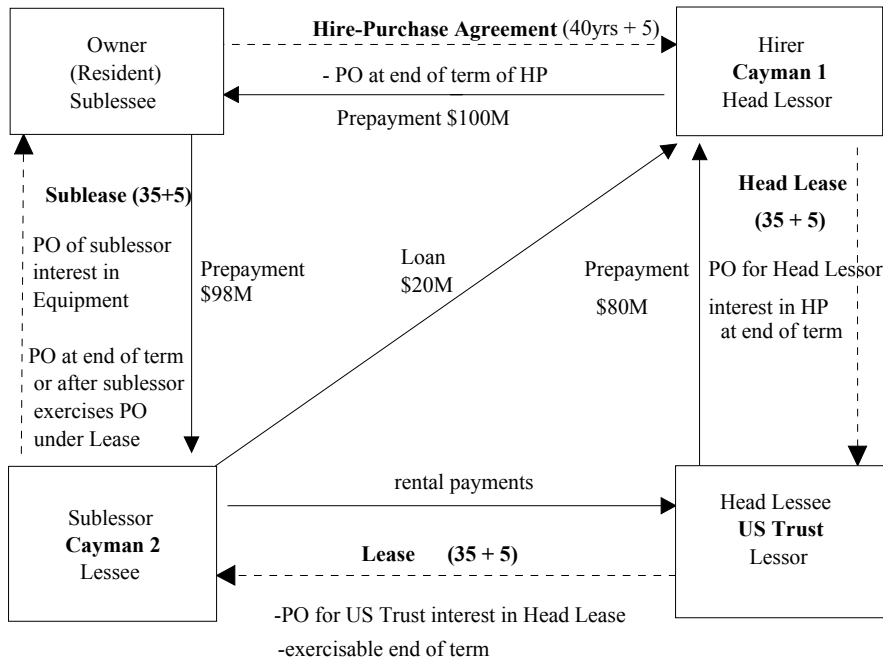 Owner
(Resident)
Sublessee
Hire-Purchase Agreement (40yrs + 5)
- PO at end of term of HP
Prepayment $100M
Hirer
Cayman 1
Head Lessor
Sublease (35+5)
PO of sublessor
interest in
Equipment
PO at end of term
or after sublessor
exercises PO
under Lease
Prepayment
$98M
Loan
$20M
Prepayment
$80M
Head Lease
(35 + 5)
PO for Head Lessor
interest in HP
at end of term
Sublessor
Cayman 2
Lessee
rental payments
Lease (35 + 5)
-PO for US Trust interest in Head Lease
-exercisable end of term
Head Lessee
US Trust
Lessor